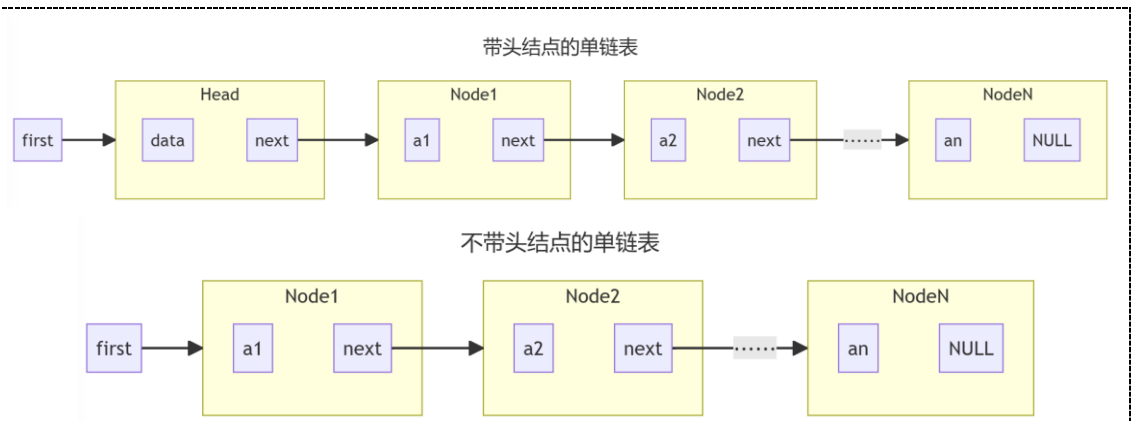 带头结点的单链表
Head Node1 Node2 NodeN
first data next a1 next a2 next …… an NULL
不带头结点的单链表
Node1 Node2 NodeN
first a1 next a2 next …… an NULL